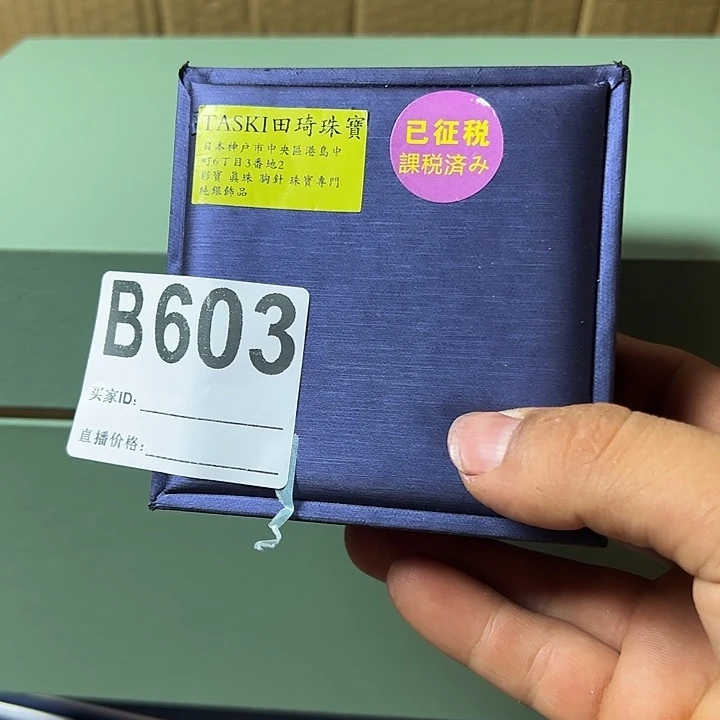 TASKI田琦珠寶
日本神戸市中央區港島中
町6丁目3番地2
彩寶 眞珠 胸針 珠寶專門
純銀飾品
已征税
課税済み
B603
买家ID:
直播价格: